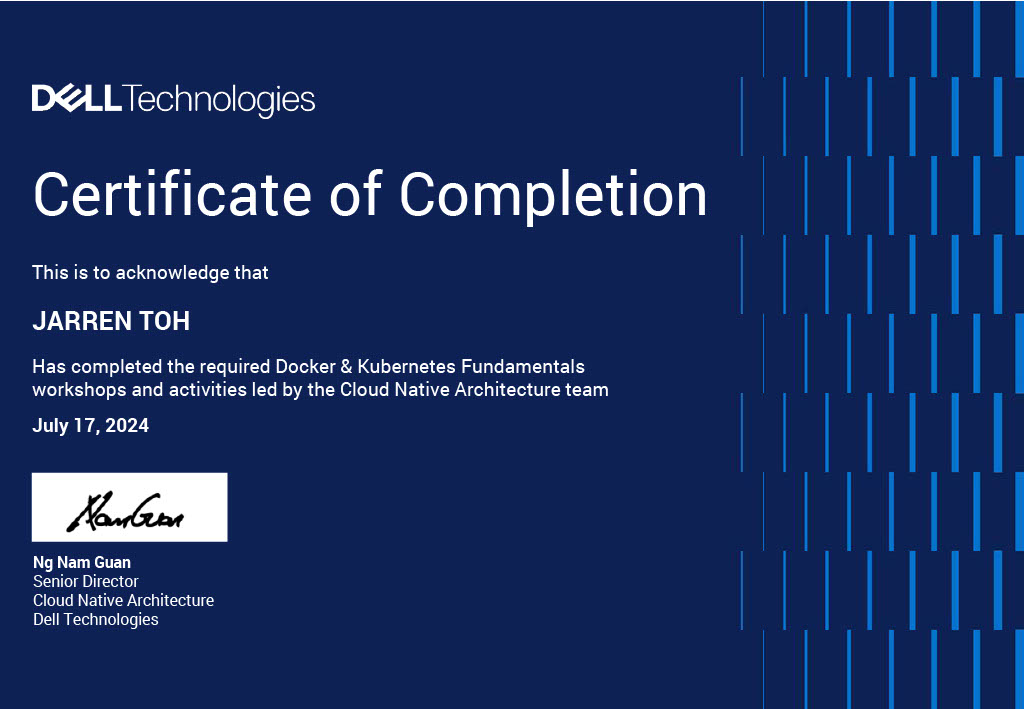 DELL Technologies
Certificate of Completion
This is to acknowledge that
JARREN TOH
Has completed the required Docker & Kubernetes Fundamentals
workshops and activities led by the Cloud Native Architecture team
July 17, 2024
NamGuan
Ng Nam Guan
Senior Director
Cloud Native Architecture
Dell Technologies